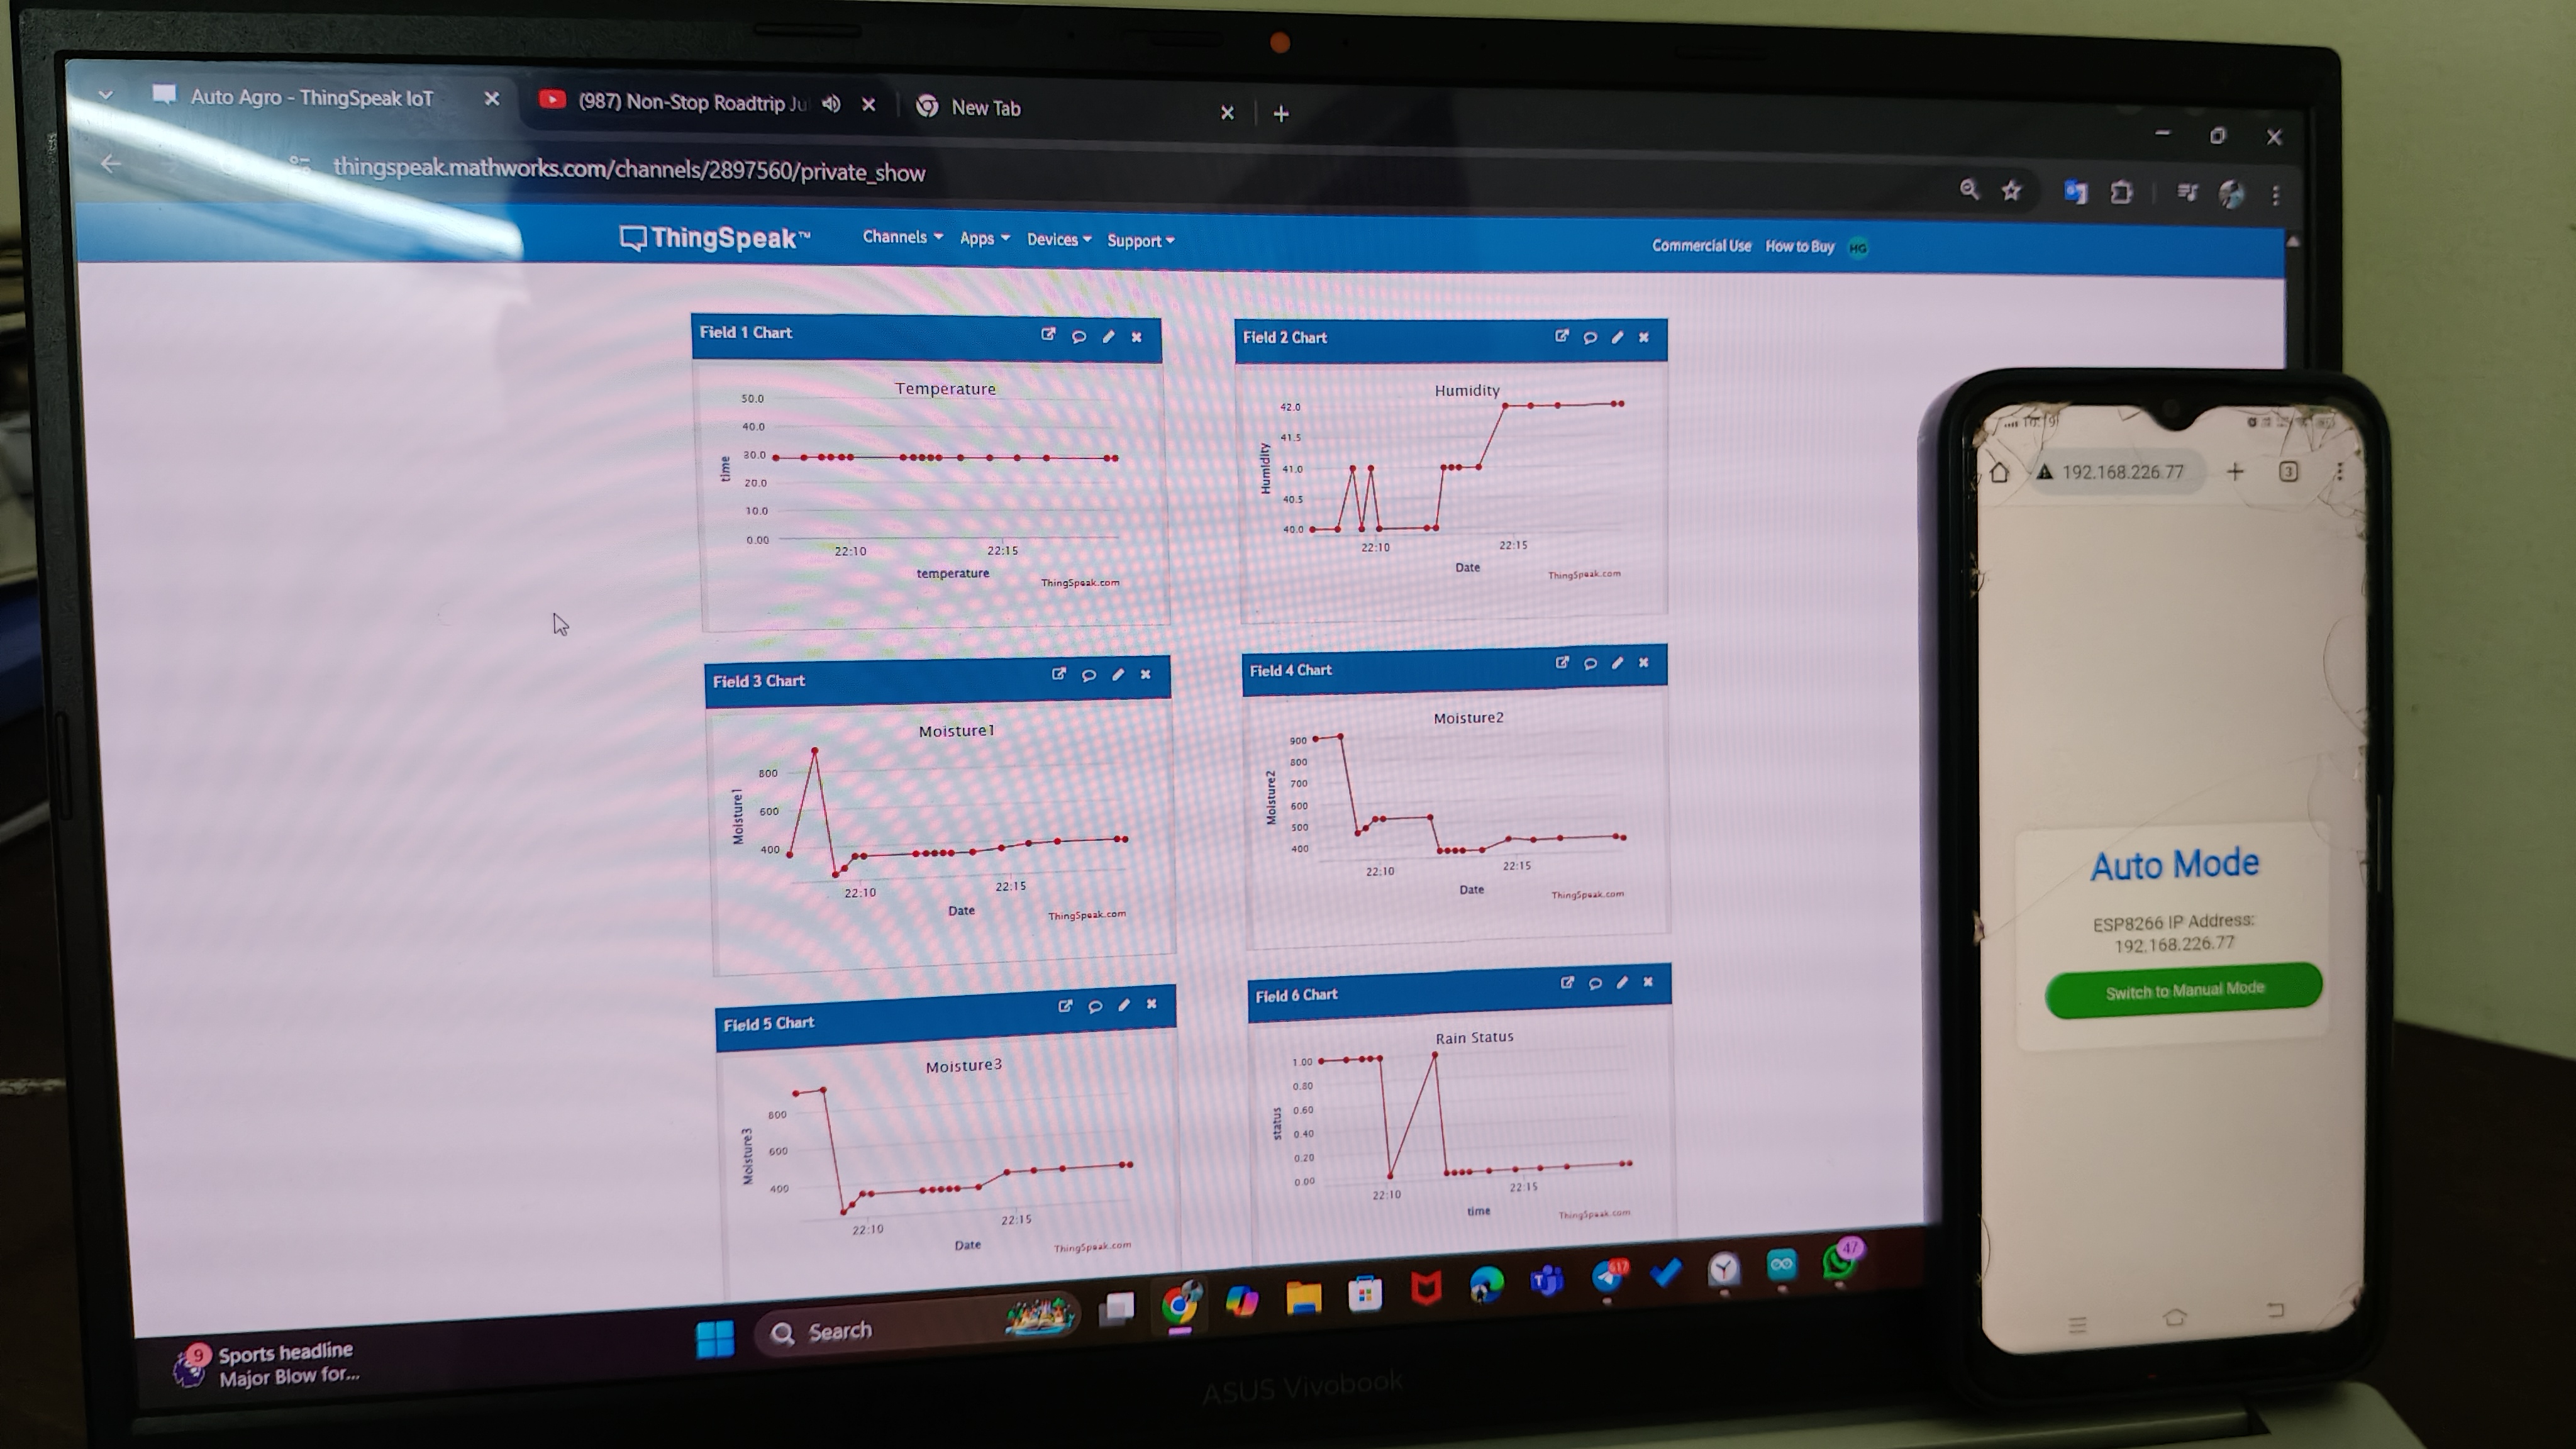 Auto Agro - ThingSpeak IoT
(987) Non-Stop Roadtrip Ju
New Tab
thingspeak.mathworks.com/channels/2897560/private_show
ThingSpeak™ Channels Apps Devices Support Commercial Use How to Buy HG
Field 1 Chart
Temperature
50.0
40.0
30.0
20.0
10.0
0.00
time
22:10 22:15
temperature
ThingSpeak.com
Field 2 Chart
Humidity
42.0
41.5
41.0
40.5
40.0
Humidity
22:10 22:15
Date
ThingSpeak.com
Field 3 Chart
Moisture1
800
600
400
Moisture1
22:10 22:15
Date
ThingSpeak.com
Field 4 Chart
Moisture2
900
800
700
600
500
400
Moisture2
22:10 22:15
Date
ThingSpeak.com
Field 5 Chart
Moisture3
800
600
400
Moisture3
22:10 22:15
Date
ThingSpeak.com
Field 6 Chart
Rain Status
1.00
0.80
0.60
0.40
0.20
0.00
status
22:10 22:15
time
ThingSpeak.com
9
Sports headline
Major Blow for...
Search
617
47
ASUS Vivobook
192.168.226.77
3
Auto Mode
ESP8266 IP Address:
192.168.226.77
Switch to Manual Mode